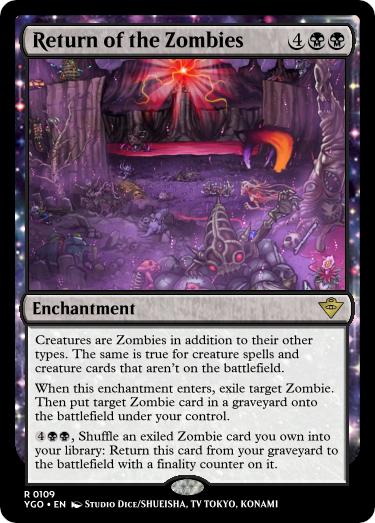 Return of the Zombies 4
Enchantment
Creatures are Zombies in addition to their other
types. The same is true for creature spells and
creature cards that aren't on the battlefield.
When this enchantment enters, exile target Zombie.
Then put target Zombie card in a graveyard onto
the battlefield under your control.
4, Shuffle an exiled Zombie card you own into
your library: Return this card from your graveyard to
the battlefield with a finality counter on it.
R 0109
YGO • EN Studio Dice/SHUEISHA, TV TOKYO, KONAMI